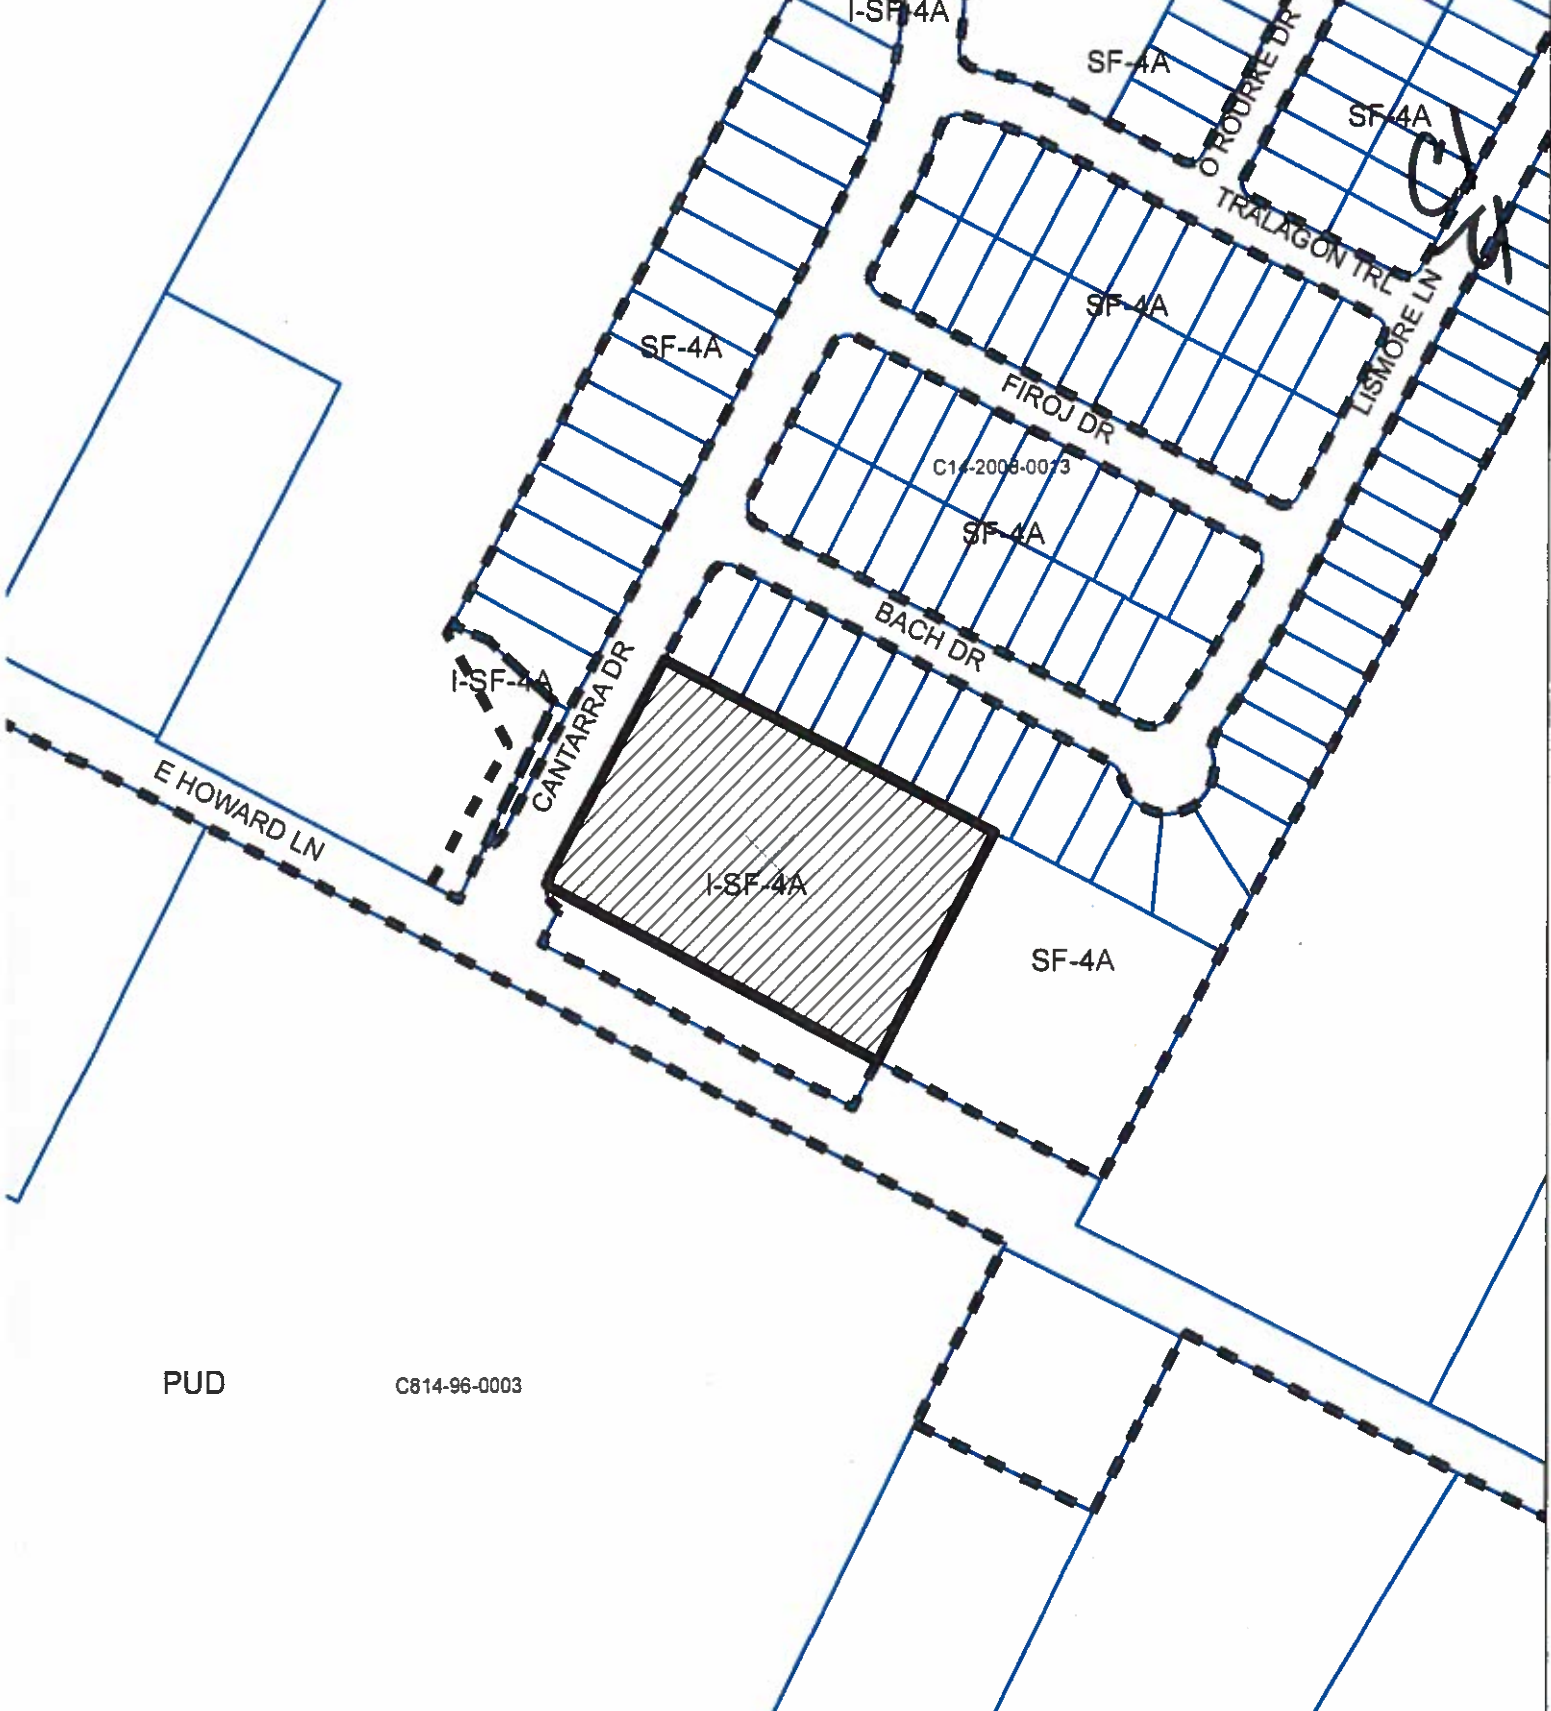 I-SF-4A
SF-4A
O ROURKE DR
SF-4A
C1
TRALAGON TRL
SF-4A
LISMORE LN
SF-4A
FIROJ DR
C14-2008-0013
SF-4A
BACH DR
I-SF-4A
CANTARRA DR
E HOWARD LN
I-SF-4A
SF-4A
PUD
C814-96-0003